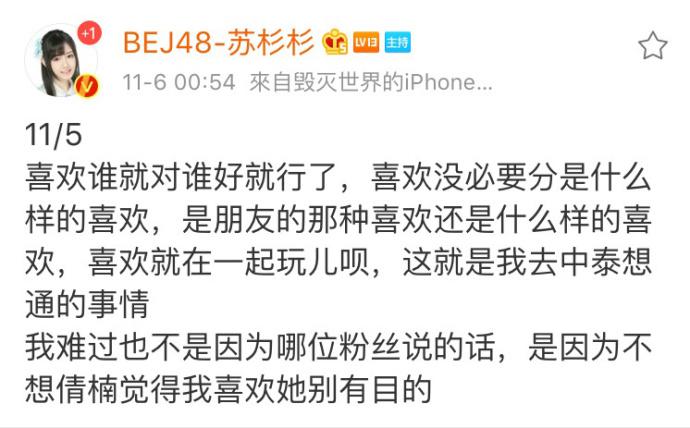 +1
BEJ48-苏杉杉 LV13 主持
11-6 00:54 來自毁灭世界的iPhone...
11/5
喜欢谁就对谁好就行了，喜欢没必要分是什么
样的喜欢，是朋友的那种喜欢还是什么样的喜
欢，喜欢就在一起玩儿呗，这就是我去中泰想
通的事情
我难过也不是因为哪位粉丝说的话，是因为不
想倩楠觉得我喜欢她别有目的